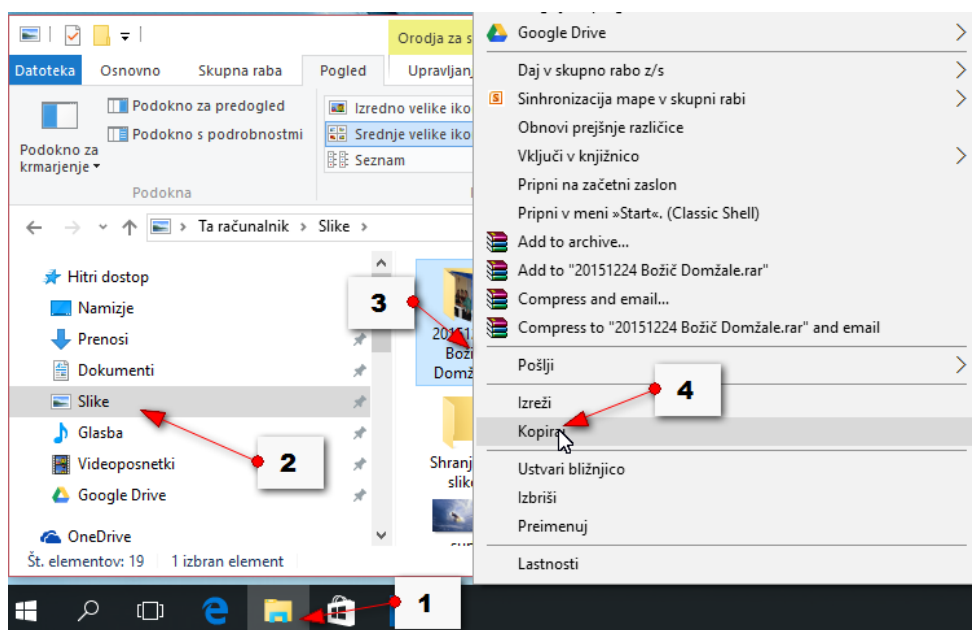 Orodja za s
Datoteka Osnovno Skupna raba Pogled Upravljanj
Podokno za krmarjenje
Podokno za predogled
Podokno s podrobnostmi
Podokna
Izredno velike iko
Srednje velike iko
Seznam
Ta računalnik > Slike >
Hitri dostop
Namizje
Prenosi
Dokumenti
Slike
Glasba
Videoposnetki
Google Drive
OneDrive
Domž
Shranj
slik
Št. elementov: 19 1 izbran element
Google Drive
Daj v skupno rabo z/s
Sinhronizacija mape v skupni rabi
Obnovi prejšnje različice
Vključi v knjižnico
Pripni na začetni zaslon
Pripni v meni »Start«. (Classic Shell)
Add to archive...
Add to "20151224 Božič Domžale.rar"
Compress and email...
Compress to "20151224 Božič Domžale.rar" and email
Pošlji
Izreži
Kopiraj
Ustvari bližnjico
Izbriši
Preimenuj
Lastnosti
1
2
3
4